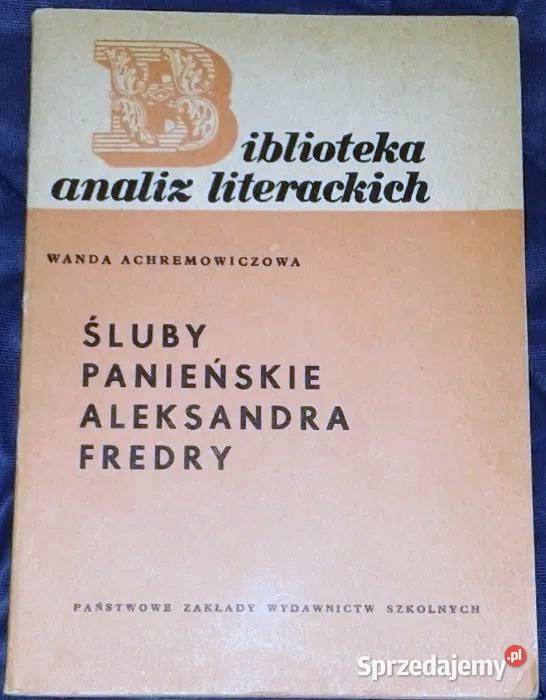 Biblioteka
analiz literackich
WANDA ACHREMOWICZOWA
ŚLUBY
PANIEŃSKIE
ALEKSANDRA
FREDRY
PAŃSTWOWE ZAKŁADY WYDAWNICTW SZKOLNYCH
Sprzedajemy.pl